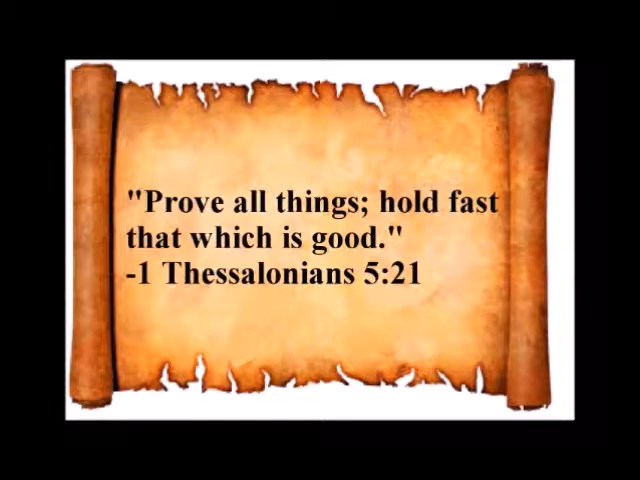 "Prove all things; hold fast
that which is good."
-1 Thessalonians 5:21